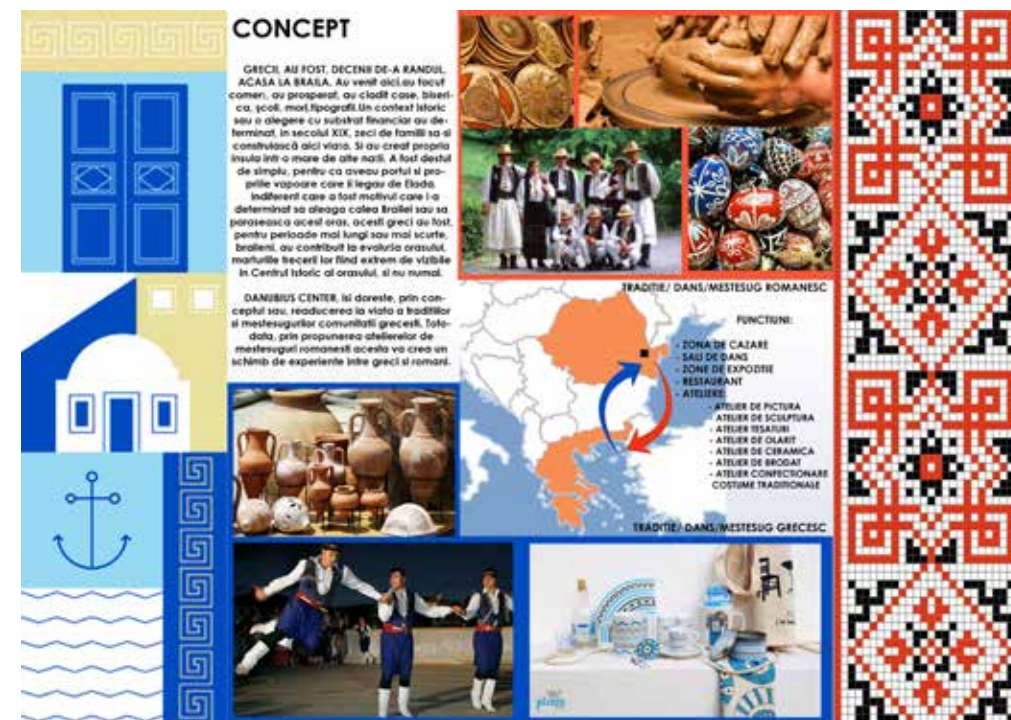 CONCEPT
GRECII, AU FOST, DECENII DE-A RANDUL,
ACASA LA BRAILA. Au venit aici,au facut
comert, au prosperat, au cladit case, biseri-
ca, școli, mori,tipografii.Un context istoric
sau o alegere cu substrat financiar au de-
terminat, in secolul XIX, zeci de familii sa-si
construiască aici viata. Si au creat propria
insula intr-o mare de alte natii. A fost destul
de simplu, pentru ca aveau portul si pro-
priile vapoare care ii legau de Elada.
Indiferent care a fost motivul care i-a
determinat sa aleaga calea Brailei sau sa
paraseasca acest oras, acesti greci au fost,
pentru perioade mai lungi sau mai scurte,
braileni, au contribuit la evolutia orasului,
marturiile trecerii lor fiind extrem de vizibile
in Centrul Istoric al orasului, si nu numai.
DANUBIUS CENTER, isi doreste, prin con-
ceptul sau, readucerea la viata a traditiilor
si mestesugurilor comunitatii grecesti. Toto-
data, prin propunerea atelierelor de
mestesuguri romanesti acesta va crea un
schimb de experiente intre greci si romani.
TRADITIE/ DANS/MESTESUG ROMANESC
FUNCTIUNI:
- ZONA DE CAZARE
- SALI DE DANS
- ZONE DE EXPOZITIE
- RESTAURANT
- ATELIERE:
- ATELIER DE PICTURA
- ATELIER DE SCULPTURA
- ATELIER TESATURI
- ATELIER DE OLARIT
- ATELIER DE CERAMICA
- ATELIER DE BRODAT
- ATELIER CONFECTIONARE
COSTUME TRADITIONALE
TRADITIE/ DANS/MESTESUG GRECESC